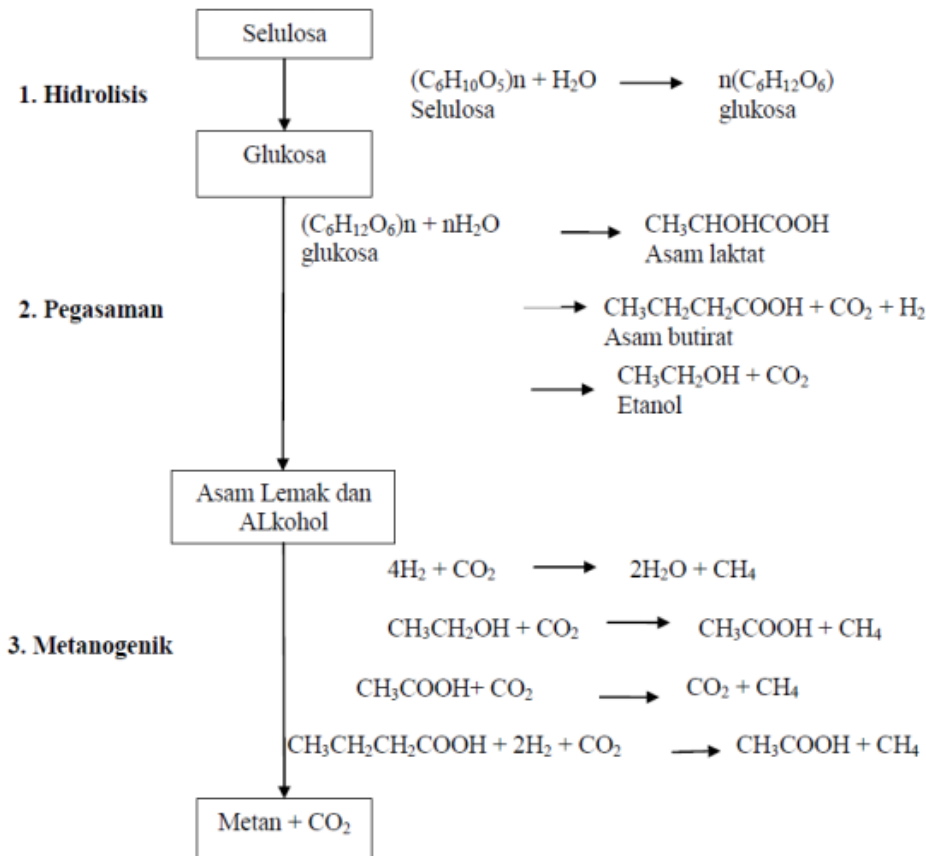 Selulosa
1. Hidrolisis
(C₆H₁₀O₅)n + H₂O ⟶ n(C₆H₁₂O₆)
Selulosa glukosa
Glukosa
(C₆H₁₂O₆)n + nH₂O ⟶ CH₃CHOHCOOH
glukosa Asam laktat
2. Pegasaman
⟶ CH₃CH₂CH₂COOH + CO₂ + H₂
Asam butirat
⟶ CH₃CH₂OH + CO₂
Etanol
Asam Lemak dan
ALkohol
4H₂ + CO₂ ⟶ 2H₂O + CH₄
CH₃CH₂OH + CO₂ ⟶ CH₃COOH + CH₄
3. Metanogenik
CH₃COOH+ CO₂ ⟶ CO₂ + CH₄
CH₃CH₂CH₂COOH + 2H₂ + CO₂ ⟶ CH₃COOH + CH₄
Metan + CO₂